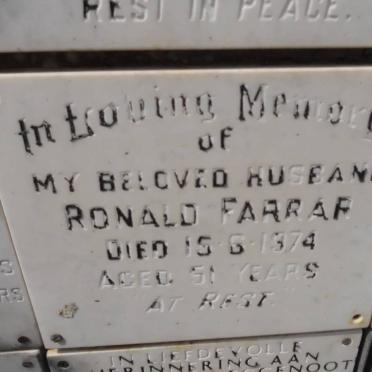 REST IN PEACE.
In Loving Memory
OF
MY BELOVED HUSBAND
RONALD FARRAR
DIED 15-6-1974
AGED 51 YEARS
AT REST
IN LIEFDEVOLLE
HERINNERING AAN